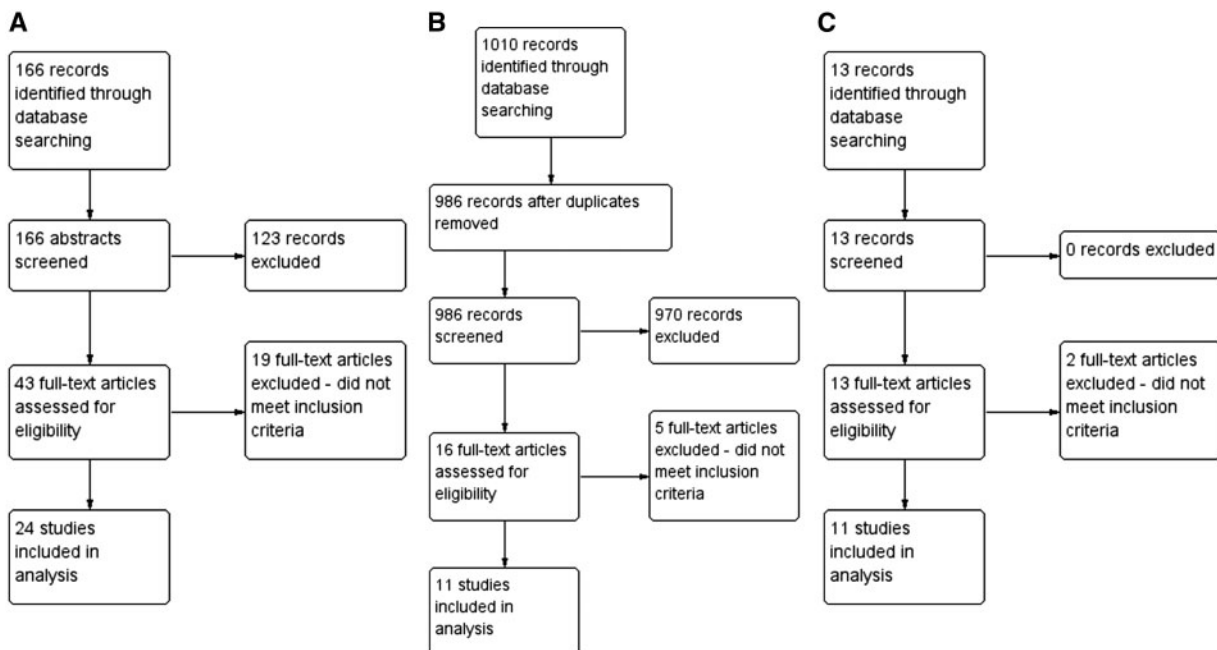 A
166 records
identified through
database
searching
166 abstracts
screened
123 records
excluded
43 full-text articles
assessed for
eligibility
19 full-text articles
excluded - did not
meet inclusion
criteria
24 studies
included in
analysis
B
1010 records
identified through
database
searching
986 records after duplicates
removed
986 records
screened
970 records
excluded
16 full-text articles
assessed for
eligibility
5 full-text articles
excluded - did not
meet inclusion
criteria
11 studies
included in
analysis
C
13 records
identified through
database
searching
13 records
screened
0 records excluded
13 full-text articles
assessed for
eligibility
2 full-text articles
excluded - did not
meet inclusion
criteria
11 studies
included in
analysis